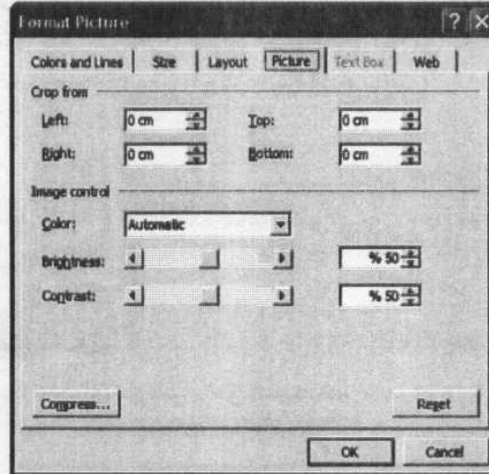 Format Picture
Colors and Lines Size Layout Picture Text Box Web
Crop from
Left: 0 cm Top: 0 cm
Right: 0 cm Bottom: 0 cm
Image control
Color: Automatic
Brightness: % 50
Contrast: % 50
Compress... Reset
OK Cancel